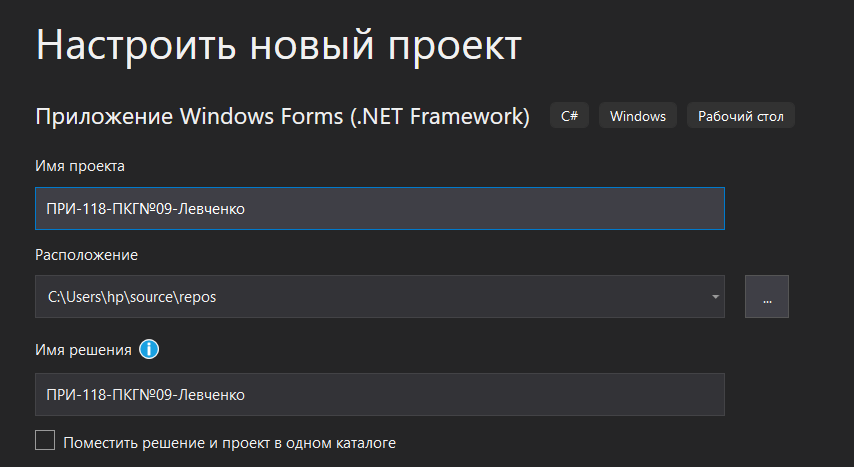 Настроить новый проект
Приложение Windows Forms (.NET Framework) C# Windows Рабочий стол
Имя проекта
ПРИ-118-ПКГ№09-Левченко
Расположение
C:\Users\hp\source\repos
...
Имя решения
ПРИ-118-ПКГ№09-Левченко
Поместить решение и проект в одном каталоге